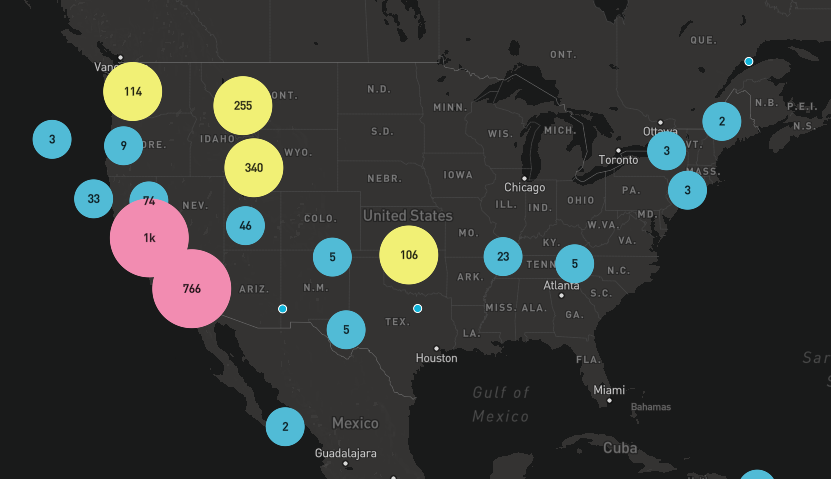 QUE.
ONT.
Vanc
114
ONT.
N.D.
MINN.
N.B.
P.E.I.
255
3
9
ORE.
IDAHO
S.D.
WIS.
MICH.
Ottawa
2
N.S.
WYO.
Toronto
3
VT.
340
NEBR.
IOWA
Chicago
MASS.
33
74
NEV.
ILL.
IND.
OHIO
PA.
3
46
COLO.
United States
MD.
1k
MO.
W.VA.
KY.
VA.
5
106
23
TENN
5
N.C.
766
ARIZ.
N.M.
ARK.
Atlanta
S.C.
MISS.
ALA.
GA.
5
TEX.
LA.
Houston
FLA.
Gulf of
Mexico
Miami
Bahamas
2
Mexico
Cuba
Guadalajara